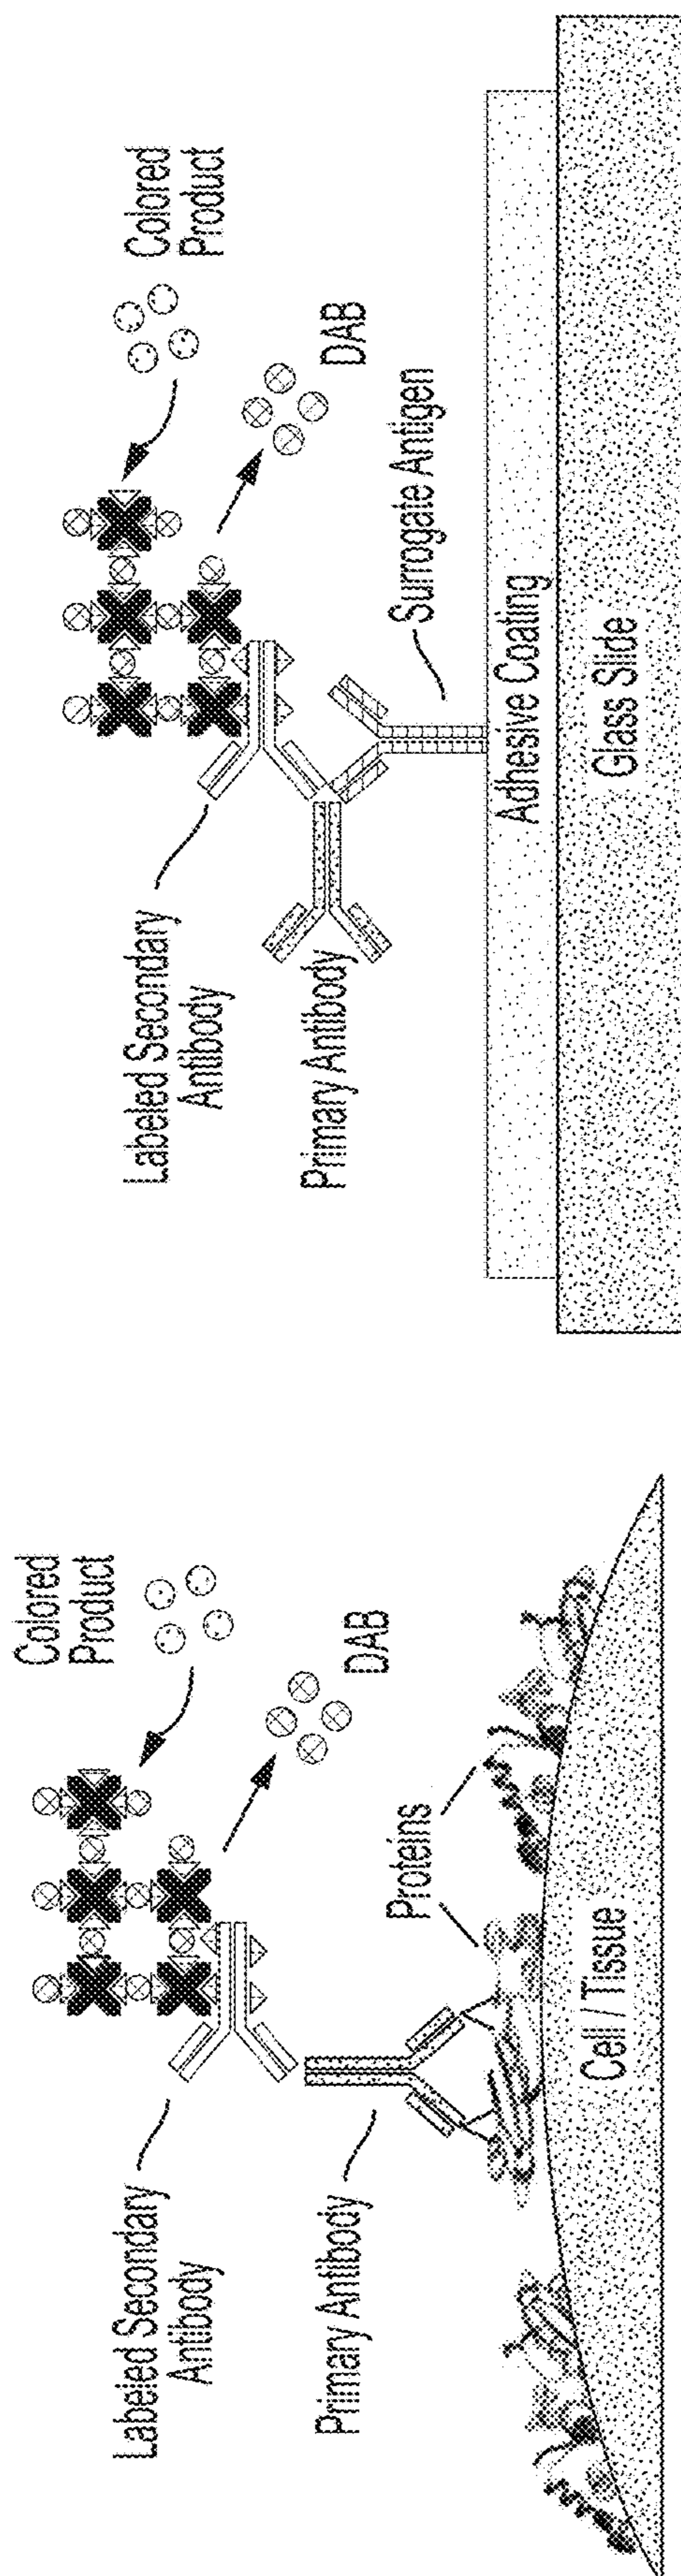 Colored
Product
DAB
Labeled Secondary
Antibody
Primary Antibody
Proteins
Cell / Tissue
Colored
Product
DAB
Labeled Secondary
Antibody
Primary Antibody
Surrogate Antigen
Adhesive Coating
Glass Slide